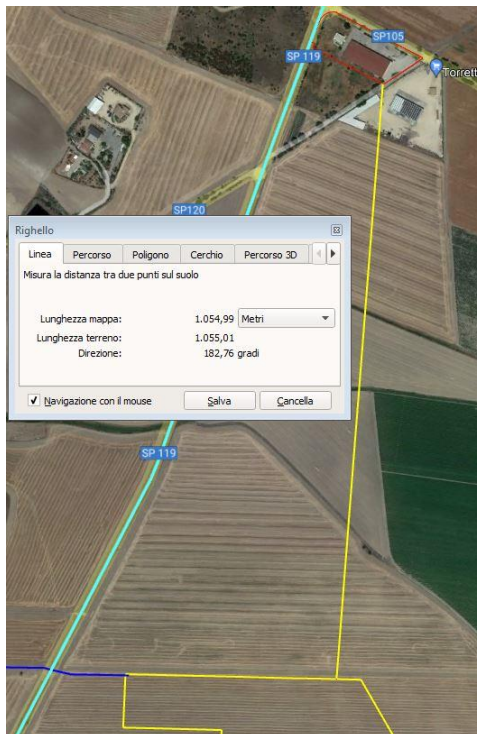 SP105
SP 119
Torrett
SP120
Righello
Linea Percorso Poligono Cerchio Percorso 3D
Misura la distanza tra due punti sul suolo
Lunghezza mappa: 1.054,99 Metri
Lunghezza terreno: 1.055,01
Direzione: 182,76 gradi
Navigazione con il mouse Salva Cancella
SP 119